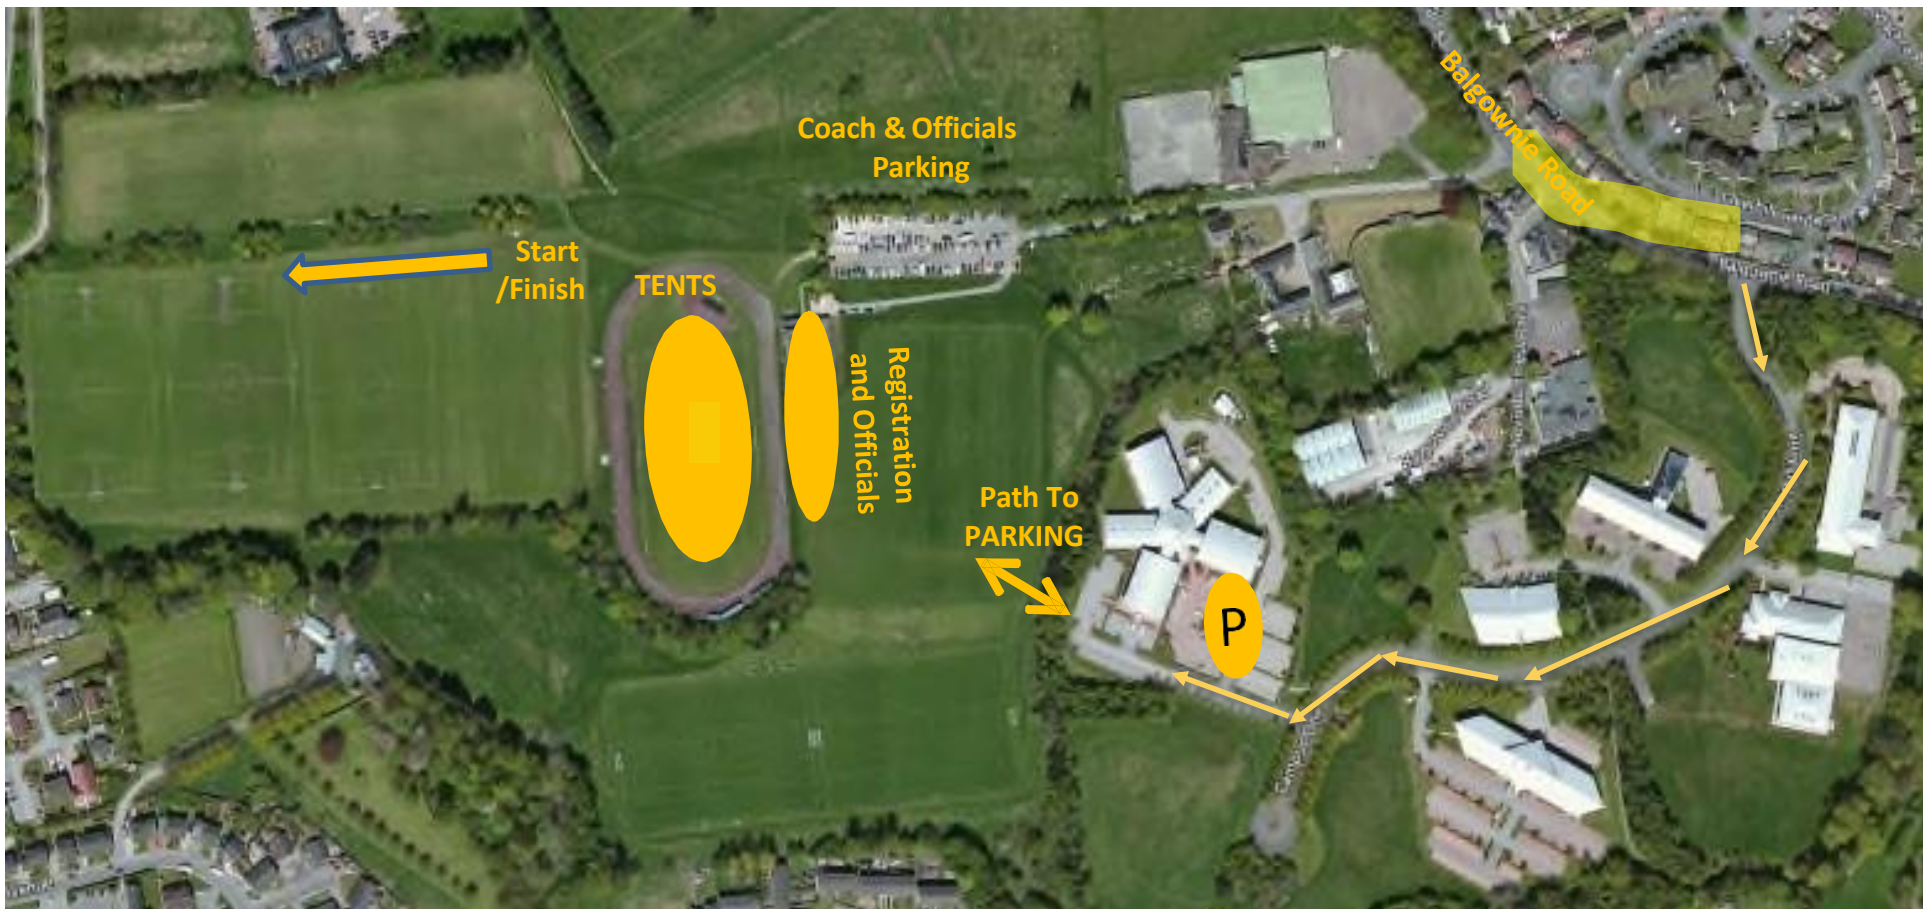 Coach & Officials
Parking
Balgownie Road
Start
/Finish
TENTS
Registration
and Officials
Path To
PARKING
P